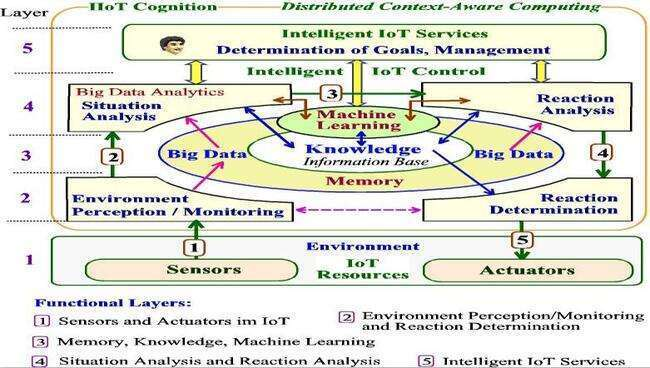 Layer
IIoT Cognition
Distributed Context-Aware Computing
5
Intelligent IoT Services
Determination of Goals, Management
Intelligent IoT Control
4
Big Data Analytics
Situation
Analysis
3
Reaction
Analysis
Machine
Learning
3
2
Big Data
Knowledge
Information Base
Big Data
4
Memory
2
Environment
Perception / Monitoring
Reaction
Determination
1
5
1
Environment
Sensors
IoT
Resources
Actuators
Functional Layers:
1 Sensors and Actuators im IoT
2 Environment Perception/Monitoring
and Reaction Determination
3 Memory, Knowledge, Machine Learning
4 Situation Analysis and Reaction Analysis
5 Intelligent IoT Services